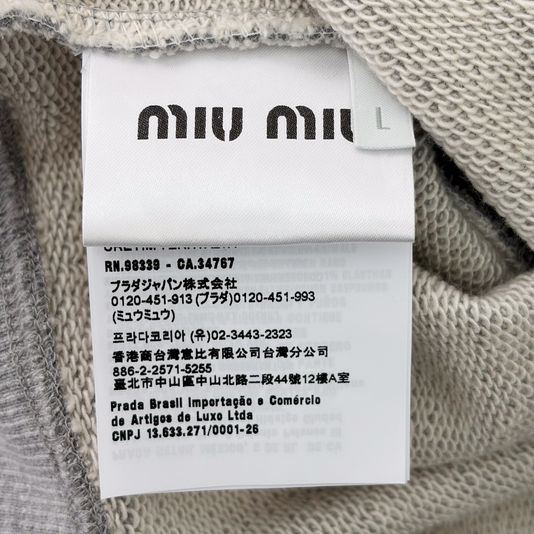 miu miu
L
RN.98339 - CA.34767
プラダジャパン株式会社
0120-451-913 (プラダ)0120-451-993
(ミュウミュウ)
프라다코리아 (유)02-3443-2323
香港商台灣意比有限公司台灣分公司
886-2-2571-5255
臺北市中山區中山北路二段44號12樓A室
Prada Brasil Importação e Comércio
de Artigos de Luxo Ltda
CNPJ 13.633.271/0001-26